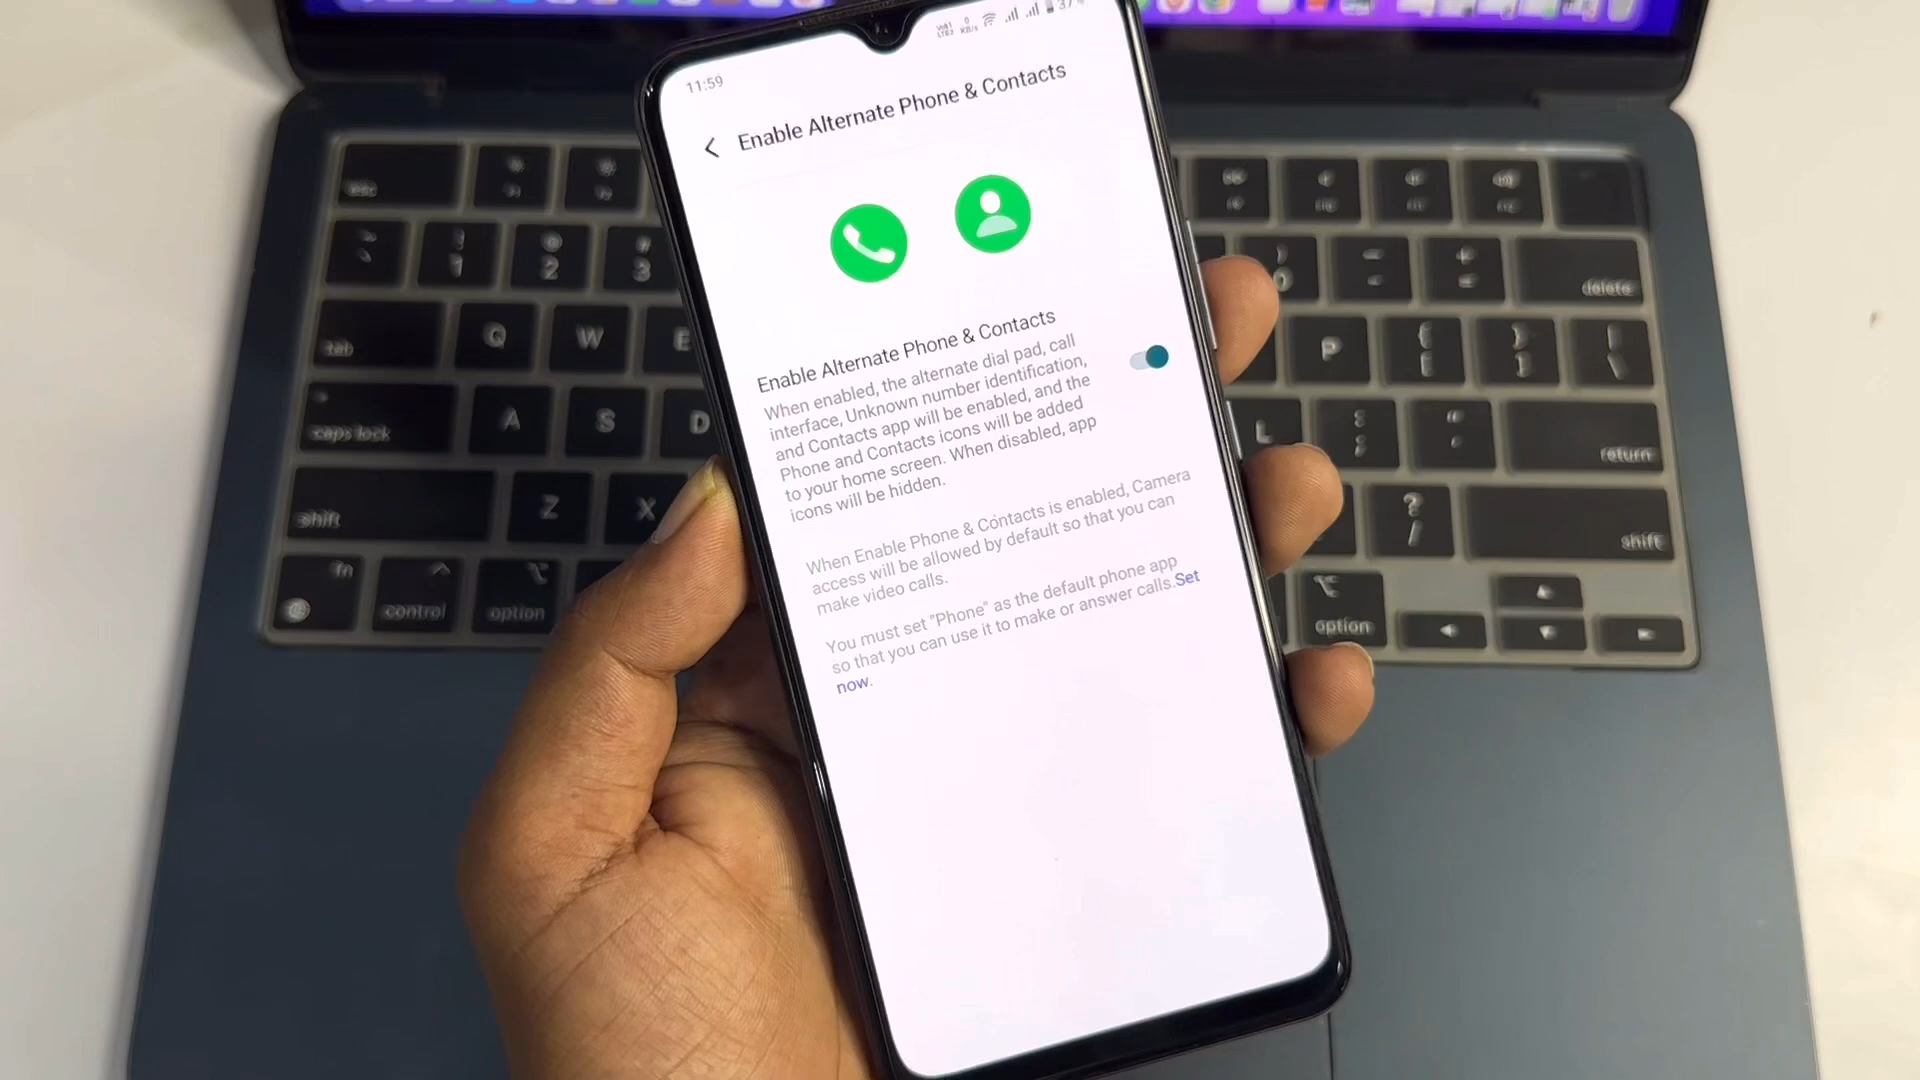 11:59
Enable Alternate Phone & Contacts
Enable Alternate Phone & Contacts
When enabled, the alternate dial pad, call
interface, Unknown number identification,
and Contacts app will be enabled, and the
Phone and Contacts icons will be added
to your home screen. When disabled, app
icons will be hidden.
When Enable Phone & Contacts is enabled, Camera
access will be allowed by default so that you can
make video calls.
You must set "Phone" as the default phone app
so that you can use it to make or answer calls.Set
now.
esc
1 2 3
0
delete
tab Q W E
P
caps lock A S D
L
return
shift Z X
? /
shift
fn control option
option